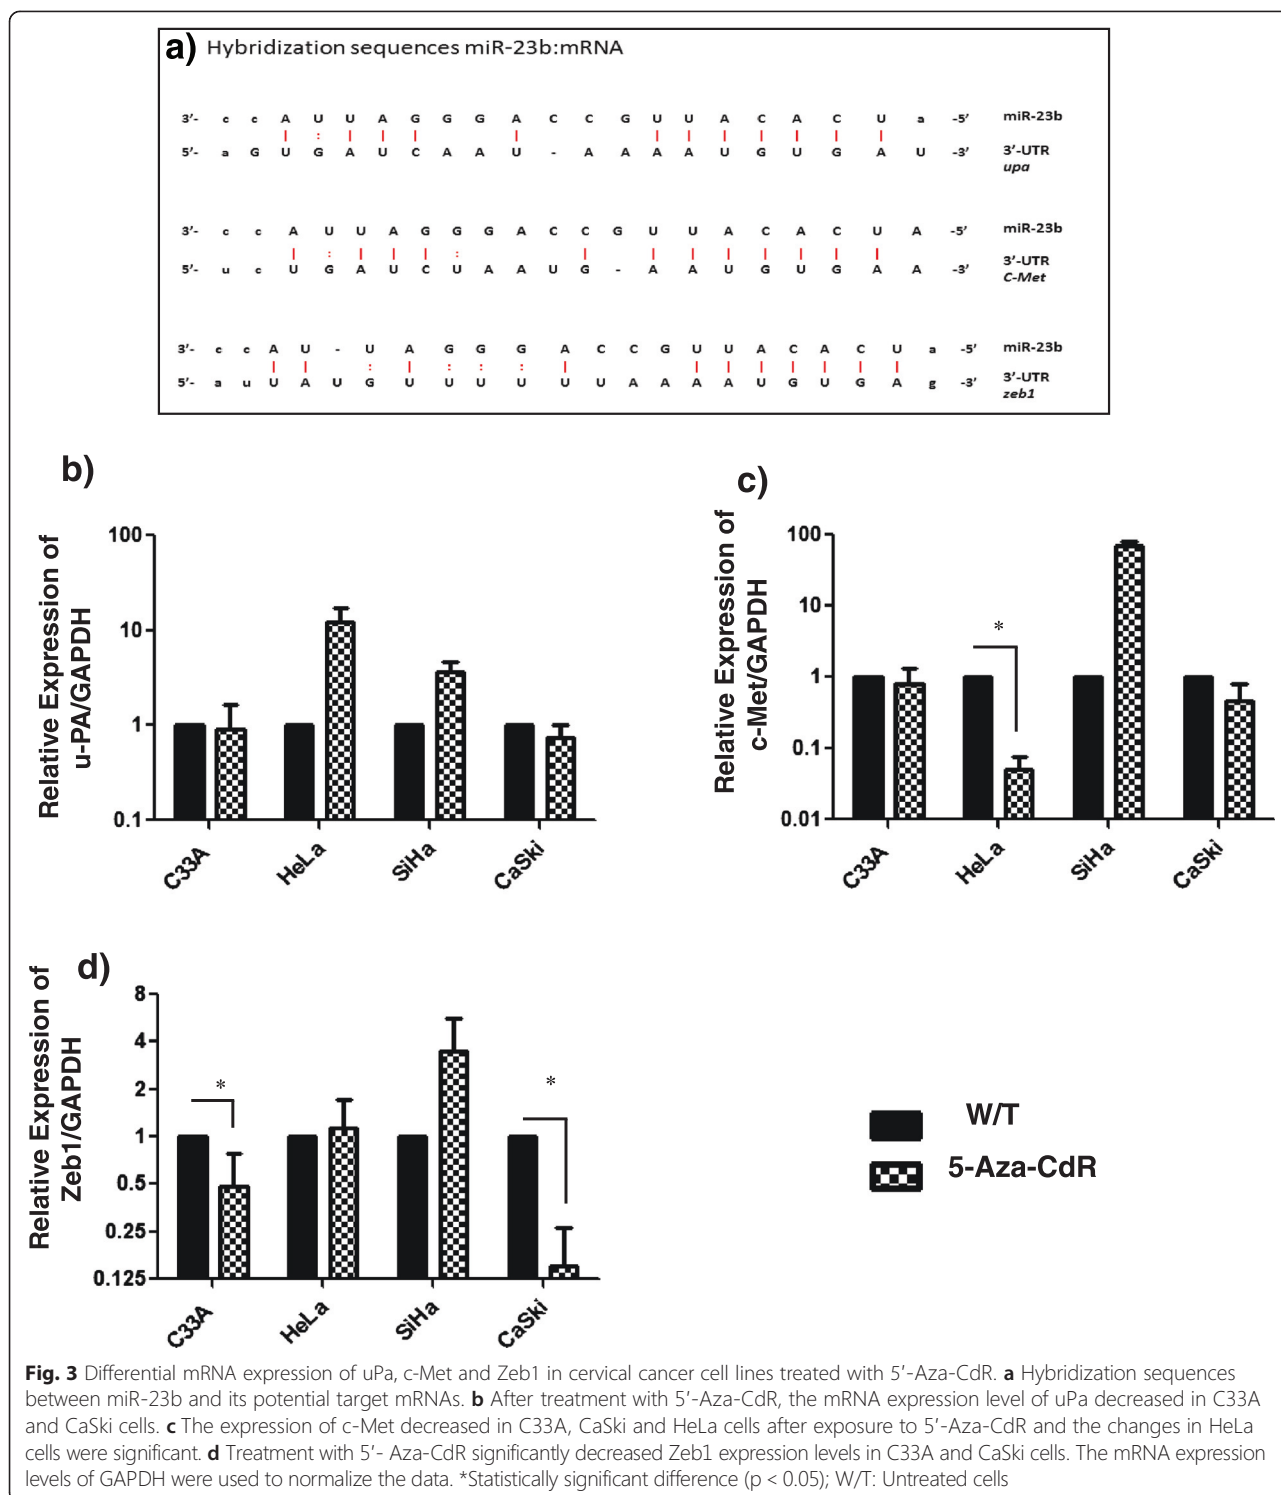 a) Hybridization sequences miR-23b:mRNA
3'- c c A U U A G G G A C C G U U A C A C U a -5' miR-23b
| : | | | | | | | | | | |
5'- a G U G A U C A A U - A A A A U G U G A U -3' 3'-UTR
upa
3'- c c A U U A G G G A C C G U U A C A C U A -5' miR-23b
| : | | | : | | | | | | | |
5'- u c U G A U C U A A U G - A A U G U G A A -3' 3'-UTR
C-Met
3'- c c A U - U A G G G A C C G U U A C A C U a -5' miR-23b
| | : | : : : | | | | | | | |
5'- a u U A U G U U U U U U A A A A U G U G A g -3' 3'-UTR
zeb1
b)
Relative Expression of
u-PA/GAPDH
100
10
1
0.1
C33A HeLa SiHa CaSki
c)
Relative Expression of
c-Met/GAPDH
100
10
1
0.1
0.01
*
C33A HeLa SiHa CaSki
d)
Relative Expression of
Zeb1/GAPDH
8
4
2
1
0.5
0.25
0.125
* *
C33A HeLa SiHa CaSki
W/T
5-Aza-CdR
Fig. 3 Differential mRNA expression of uPa, c-Met and Zeb1 in cervical cancer cell lines treated with 5′-Aza-CdR. a Hybridization sequences
between miR-23b and its potential target mRNAs. b After treatment with 5′-Aza-CdR, the mRNA expression level of uPa decreased in C33A
and CaSki cells. c The expression of c-Met decreased in C33A, CaSki and HeLa cells after exposure to 5′-Aza-CdR and the changes in HeLa
cells were significant. d Treatment with 5′- Aza-CdR significantly decreased Zeb1 expression levels in C33A and CaSki cells. The mRNA expression
levels of GAPDH were used to normalize the data. *Statistically significant difference (p < 0.05); W/T: Untreated cells